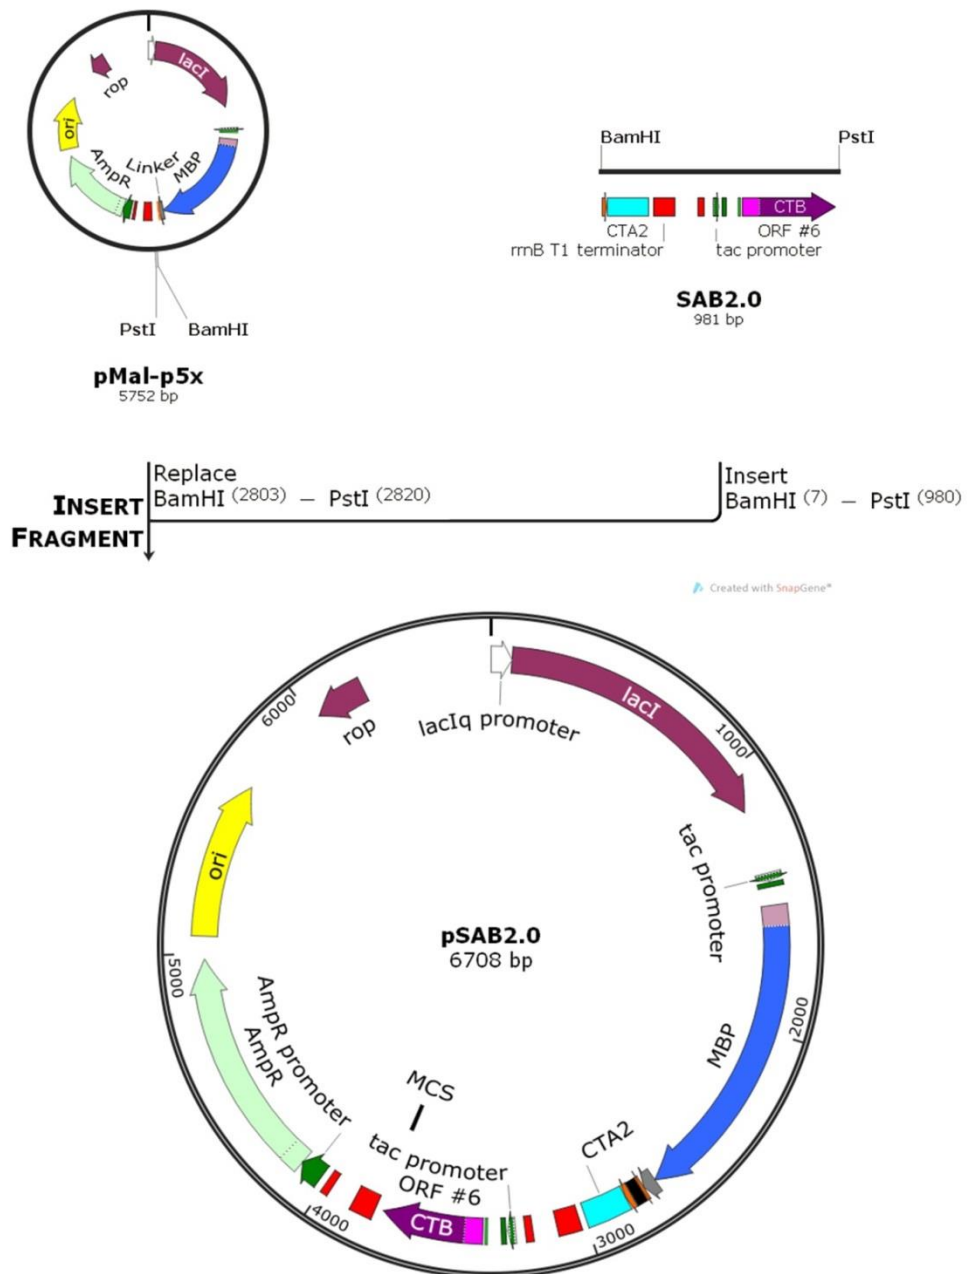 lacI
rop
ori
AmpR
Linker
MBP
PstI
BamHI
pMal-p5x
5752 bp
BamHI
PstI
CTB
CTA2
ORF #6
rrnB T1 terminator
tac promoter
SAB2.0
981 bp
INSERT
FRAGMENT
Replace
BamHI (2803) – PstI (2820)
Insert
BamHI (7) – PstI (980)
Created with SnapGene®
lacIq promoter
lacI
1000
tac promoter
2000
MBP
CTA2
3000
MCS
tac promoter
ORF #6
CTB
4000
AmpR promoter
AmpR
5000
ori
6000
rop
pSAB2.0
6708 bp